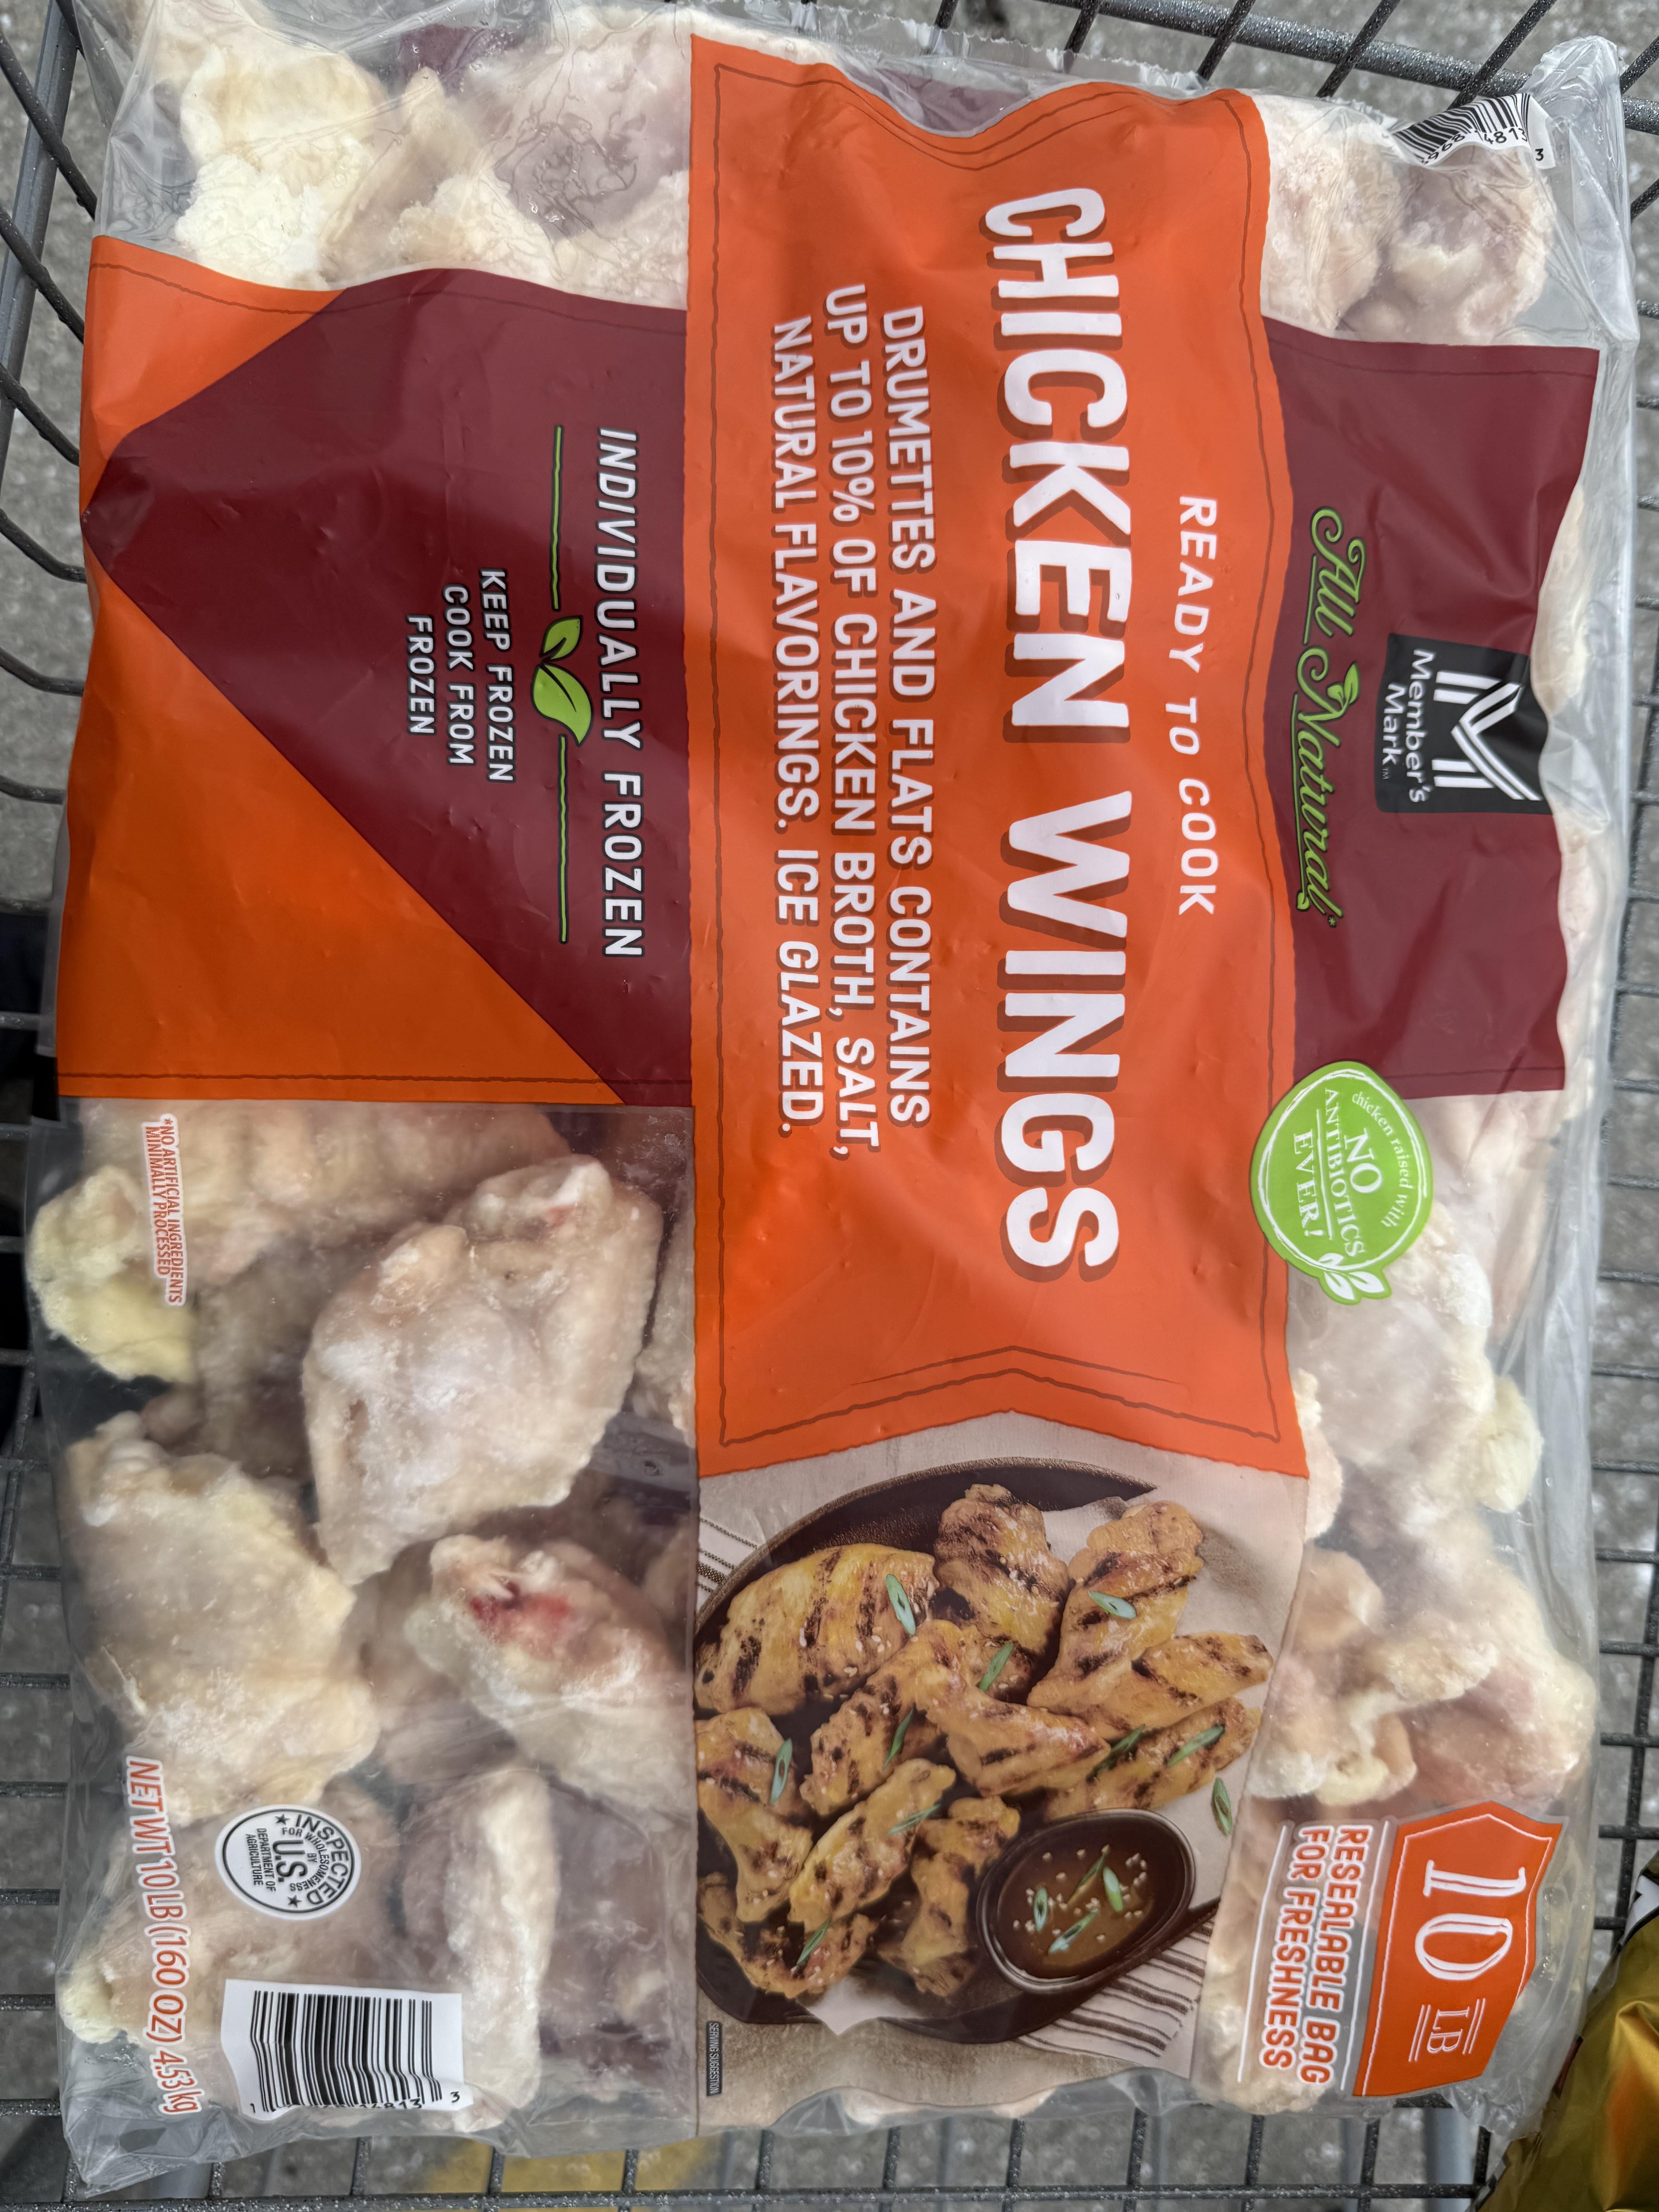 Member's
Mark™
All Natural*
READY TO COOK
CHICKEN WINGS
DRUMETTES AND FLATS CONTAINS
UP TO 10% OF CHICKEN BROTH, SALT,
NATURAL FLAVORINGS. ICE GLAZED.
chicken raised with
NO
ANTIBIOTICS
EVER!
INDIVIDUALLY FROZEN
KEEP FROZEN
COOK FROM
FROZEN
10 LB
RESEALABLE BAG
FOR FRESHNESS
SERVING SUGGESTION
*NO ARTIFICIAL INGREDIENTS
MINIMALLY PROCESSED
INSPECTED
FOR WHOLESOMENESS
BY
U.S.
DEPARTMENT OF
AGRICULTURE
NET WT 10 LB (160 OZ) 4.53 kg